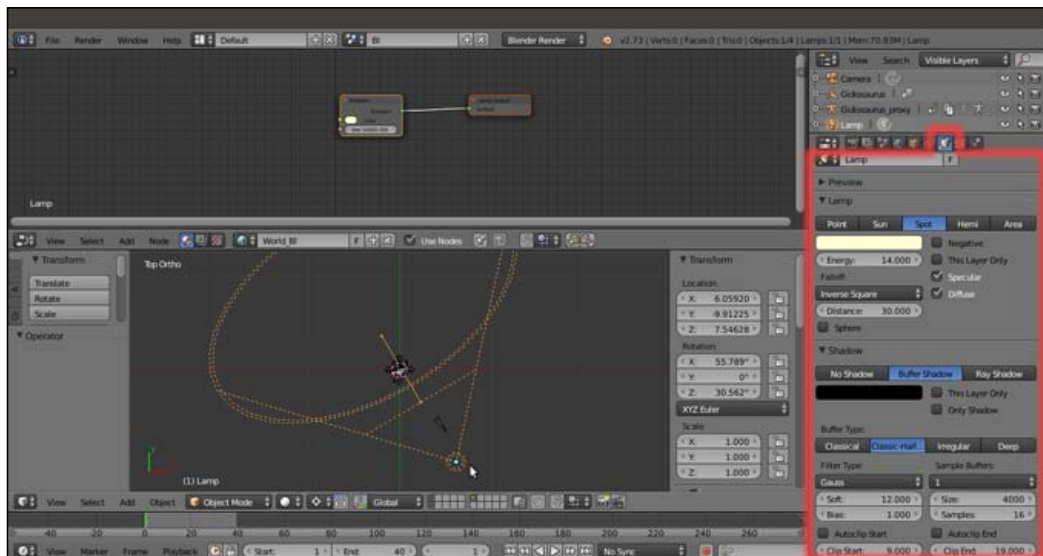 File Render Window Help Default BI Blender Render v2.73 | Verts:0 | Faces:0 | Tris:0 | Objects:1/4 | Lamps:1/1 | Mem:70.93M | Lamp
View Search Visible Layers
Camera
Gidiosaurus
Gidiosaurus_proxy
Lamp
Lamp F
Preview
Lamp
Point Sun Spot Hemi Area
Negative
Energy: 14.000
This Layer Only
Falloff:
Specular
Inverse Square
Diffuse
Distance: 30.000
Sphere
Shadow
No Shadow Buffer Shadow Ray Shadow
This Layer Only
Only Shadow
Buffer Type:
Classical Classic-Half... Irregular Deep
Filter Type: Sample Buffers:
Gauss 1
Soft: 12.000 Size: 4000
Bias: 1.000 Samples: 16
Autoclip Start Autoclip End
Clip Start: 9.000 Clip End: 19.000
Lamp
View Select Add Node World_BI F Use Nodes
Transform
Translate
Rotate
Scale
Operator
Top Ortho
(1) Lamp
Transform
Location:
X: 6.05920
Y: -9.91225
Z: 7.54628
Rotation:
X: 55.789°
Y: 0°
Z: 30.562°
XYZ Euler
Scale:
X: 1.000
Y: 1.000
Z: 1.000
View Select Add Object Object Mode Global
-40 -20 0 20 40 60 80 100 120 140 160 180 200 220 240 260
View Marker Frame Playback Start: 1 End: 40 1 No Sync